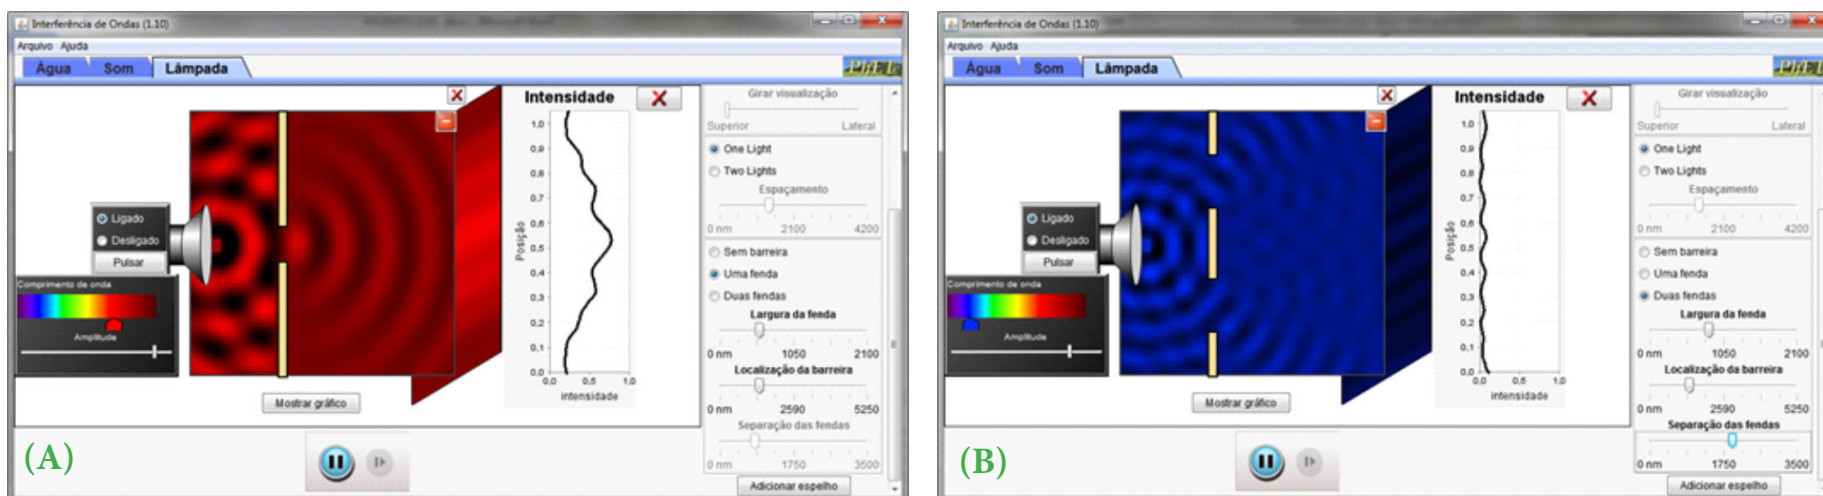 Interferência de Ondas (1.10)
Arquivo Ajuda
Água Som Lâmpada
Intensidade
1,0
0,9
0,8
0,7
0,6
0,5
0,4
0,3
0,2
0,1
0,0
Posição
0,0 0,5 1,0
intensidade
Ligado
Desligado
Pulsar
Comprimento de onda
Amplitude
Mostrar gráfico
Girar visualização
Superior Lateral
One Light
Two Lights
Espaçamento
0 nm 2100 4200
Sem barreira
Uma fenda
Duas fendas
Largura da fenda
0 nm 1050 2100
Localização da barreira
0 nm 2590 5250
Separação das fendas
0 nm 1750 3500
Adicionar espelho
(A)
Interferência de Ondas (1.10)
Arquivo Ajuda
Água Som Lâmpada
Intensidade
1,0
0,9
0,8
0,7
0,6
0,5
0,4
0,3
0,2
0,1
0,0
Posição
0,0 0,5 1,0
intensidade
Ligado
Desligado
Pulsar
Comprimento de onda
Amplitude
Mostrar gráfico
Girar visualização
Superior Lateral
One Light
Two Lights
Espaçamento
0 nm 2100 4200
Sem barreira
Uma fenda
Duas fendas
Largura da fenda
0 nm 1050 2100
Localização da barreira
0 nm 2590 5250
Separação das fendas
0 nm 1750 3500
Adicionar espelho
(B)